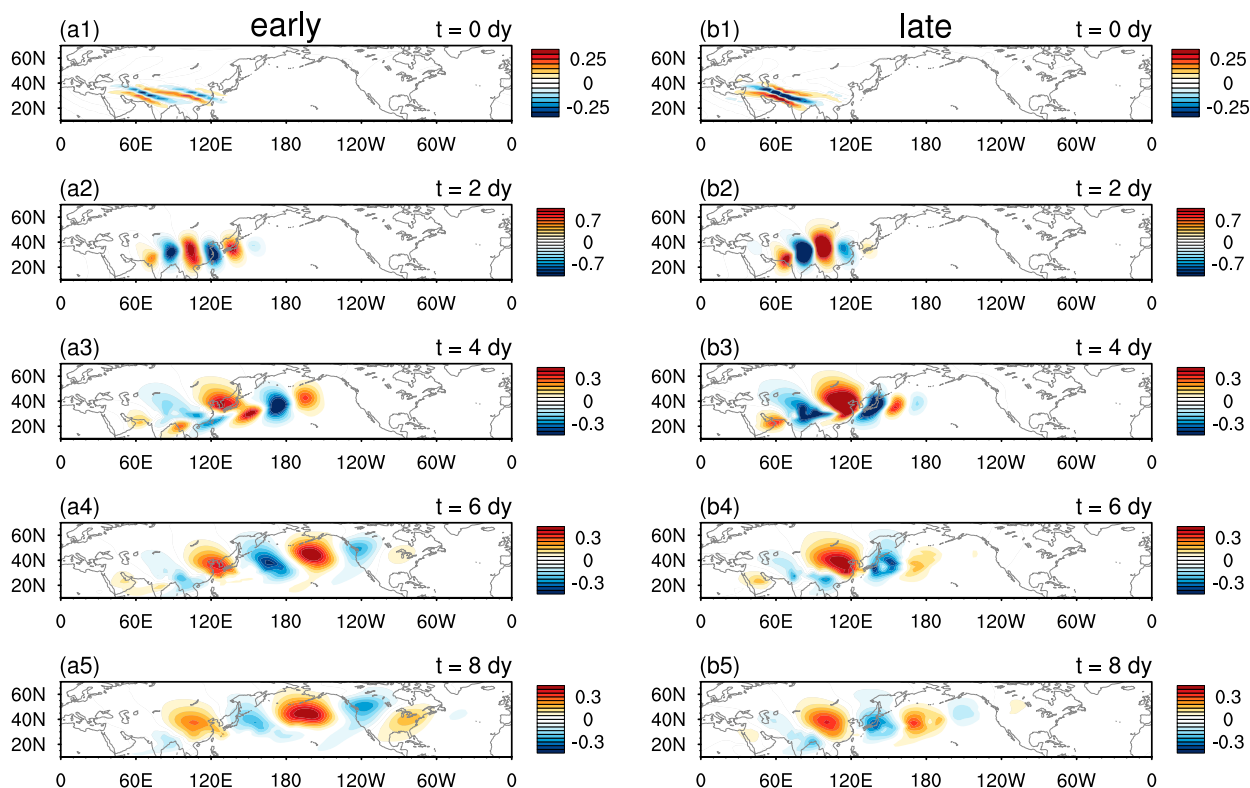 early
late
(a1) t = 0 dy
(b1) t = 0 dy
60N
40N
20N
0 60E 120E 180 120W 60W 0
0.25
0
-0.25
60N
40N
20N
0 60E 120E 180 120W 60W 0
0.25
0
-0.25
(a2) t = 2 dy
(b2) t = 2 dy
60N
40N
20N
0 60E 120E 180 120W 60W 0
0.7
0
-0.7
60N
40N
20N
0 60E 120E 180 120W 60W 0
0.7
0
-0.7
(a3) t = 4 dy
(b3) t = 4 dy
60N
40N
20N
0 60E 120E 180 120W 60W 0
0.3
0
-0.3
60N
40N
20N
0 60E 120E 180 120W 60W 0
0.3
0
-0.3
(a4) t = 6 dy
(b4) t = 6 dy
60N
40N
20N
0 60E 120E 180 120W 60W 0
0.3
0
-0.3
60N
40N
20N
0 60E 120E 180 120W 60W 0
0.3
0
-0.3
(a5) t = 8 dy
(b5) t = 8 dy
60N
40N
20N
0 60E 120E 180 120W 60W 0
0.3
0
-0.3
60N
40N
20N
0 60E 120E 180 120W 60W 0
0.3
0
-0.3